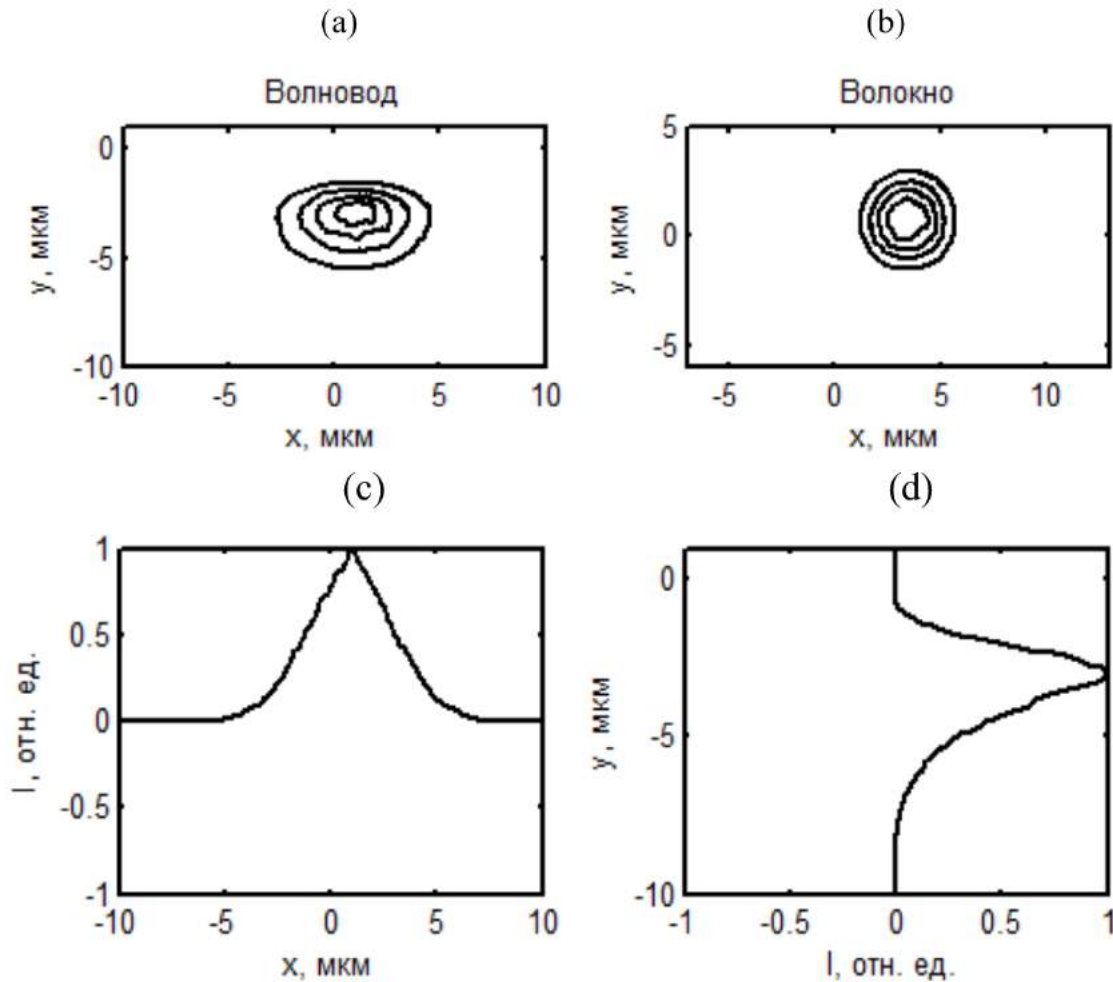 (a)
(b)
Волновод
Волокно
0
-5
-10
y, мкм
-10 -5 0 5 10
x, мкм
5
0
-5
y, мкм
-5 0 5 10
x, мкм
(c)
(d)
1
0.5
0
-0.5
-1
I, отн. ед.
-10 -5 0 5 10
x, мкм
0
-5
-10
y, мкм
-1 -0.5 0 0.5 1
I, отн. ед.